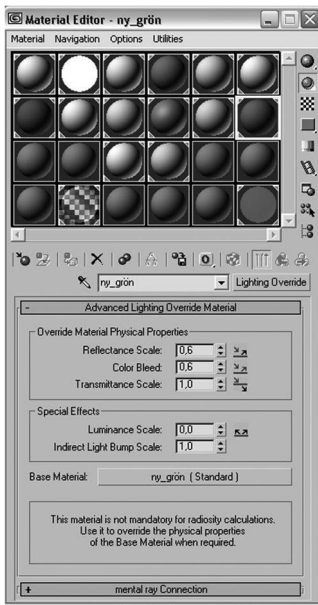 Material Editor - ny_grön
Material Navigation Options Utilities
ny_grön Lighting Override
- Advanced Lighting Override Material
Override Material Physical Properties
Reflectance Scale: 0,6
Color Bleed: 0,6
Transmittance Scale: 1,0
Special Effects
Luminance Scale: 0,0
Indirect Light Bump Scale: 1,0
Base Material: ny_grön ( Standard )
This material is not mandatory for radiosity calculations.
Use it to override the physical properties
of the Base Material when required.
+ mental ray Connection